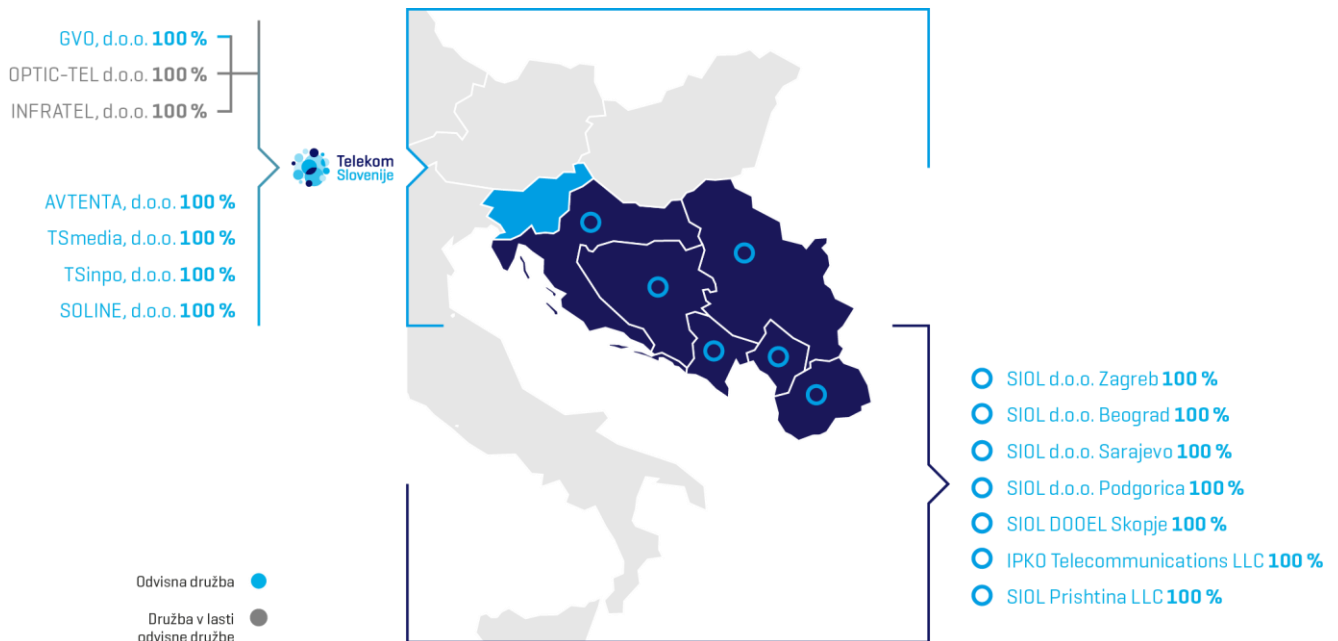 GVO, d.o.o. 100 %
OPTIC-TEL d.o.o. 100 %
INFRATEL, d.o.o. 100 %
Telekom
Slovenije
AVTENTA, d.o.o. 100 %
TSmedia, d.o.o. 100 %
TSinpo, d.o.o. 100 %
SOLINE, d.o.o. 100 %
SIOL d.o.o. Zagreb 100 %
SIOL d.o.o. Beograd 100 %
SIOL d.o.o. Sarajevo 100 %
SIOL d.o.o. Podgorica 100 %
SIOL DOOEL Skopje 100 %
IPKO Telecommunications LLC 100 %
SIOL Prishtina LLC 100 %
Odvisna družba
Družba v lasti
odvisne družbe